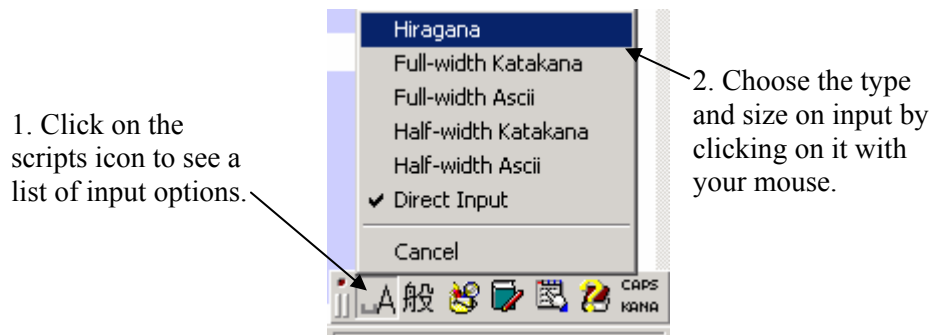 1. Click on the
scripts icon to see a
list of input options.
Hiragana
Full-width Katakana
Full-width Ascii
Half-width Katakana
Half-width Ascii
✔ Direct Input
Cancel
_A 般 CAPS
KANA
2. Choose the type
and size on input by
clicking on it with
your mouse.